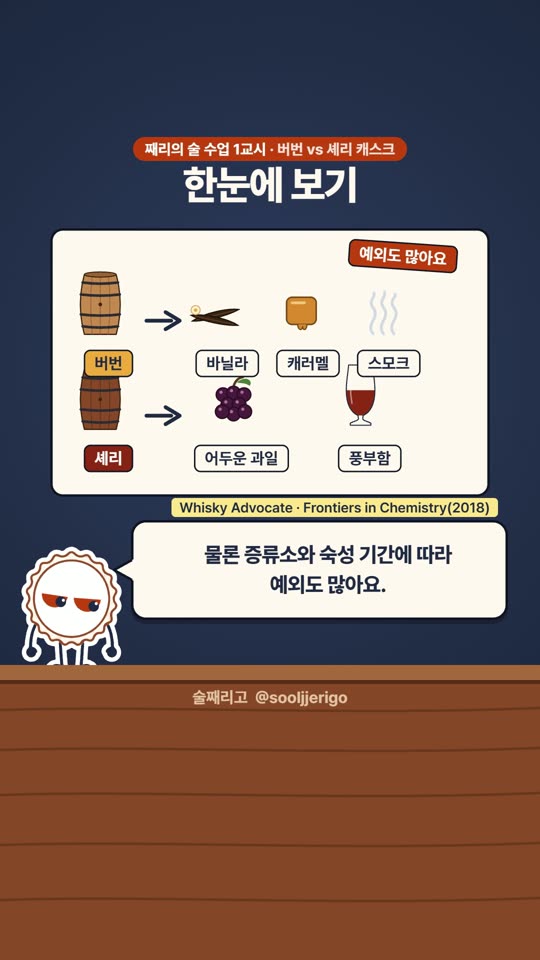 째리의 술 수업 1교시 · 버번 vs 셰리 캐스크
한눈에 보기
예외도 많아요
버번
바닐라
캐러멜
스모크
셰리
어두운 과일
풍부함
Whisky Advocate · Frontiers in Chemistry(2018)
물론 증류소와 숙성 기간에 따라
예외도 많아요.
술째리고 @sooljjerigo